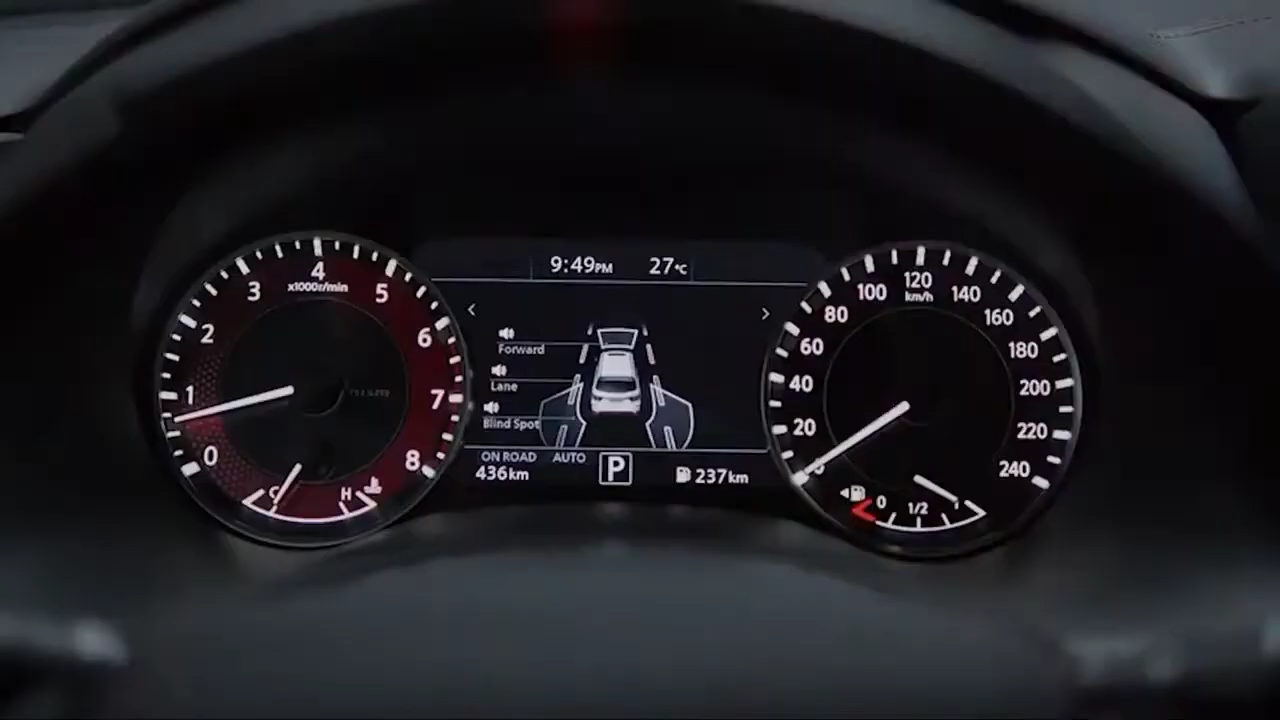 9:49PM 27°C
4
x1000r/min
3 5
2 6
1 7
0 8
C H
< >
Forward
Lane
Blind Spot
ON ROAD AUTO
436km P 237km
120
km/h
100 140
80 160
60 180
40 200
20 220
240
0 1/2 1